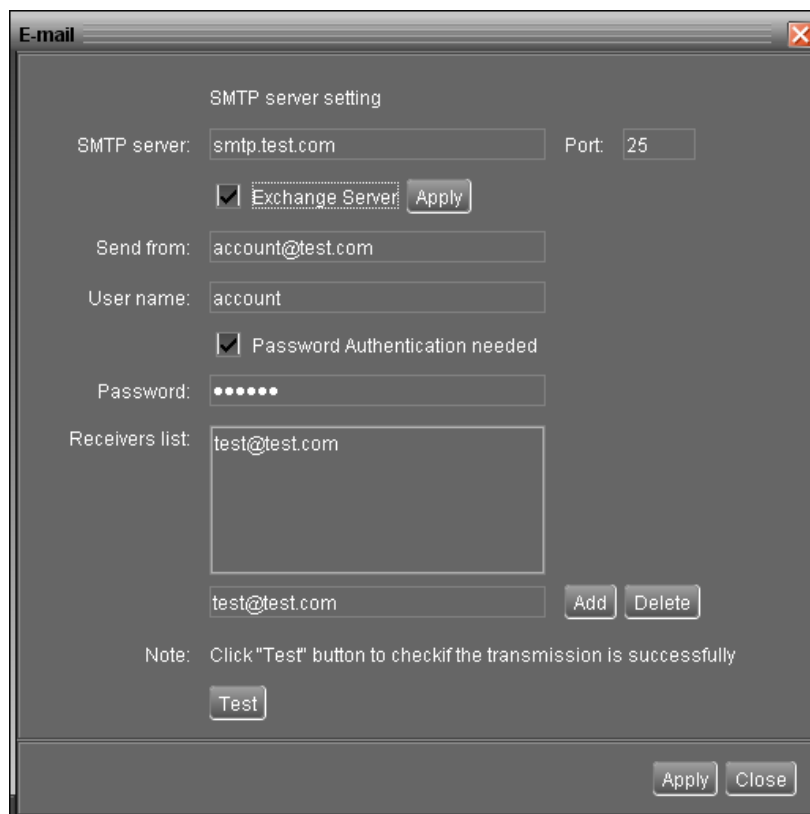 E-mail
SMTP server setting
SMTP server: smtp.test.com Port: 25
Exchange Server Apply
Send from: account@test.com
User name: account
Password Authentication needed
Password: ••••••
Receivers list: test@test.com
test@test.com Add Delete
Note: Click "Test" button to checkif the transmission is successfully
Test
Apply Close